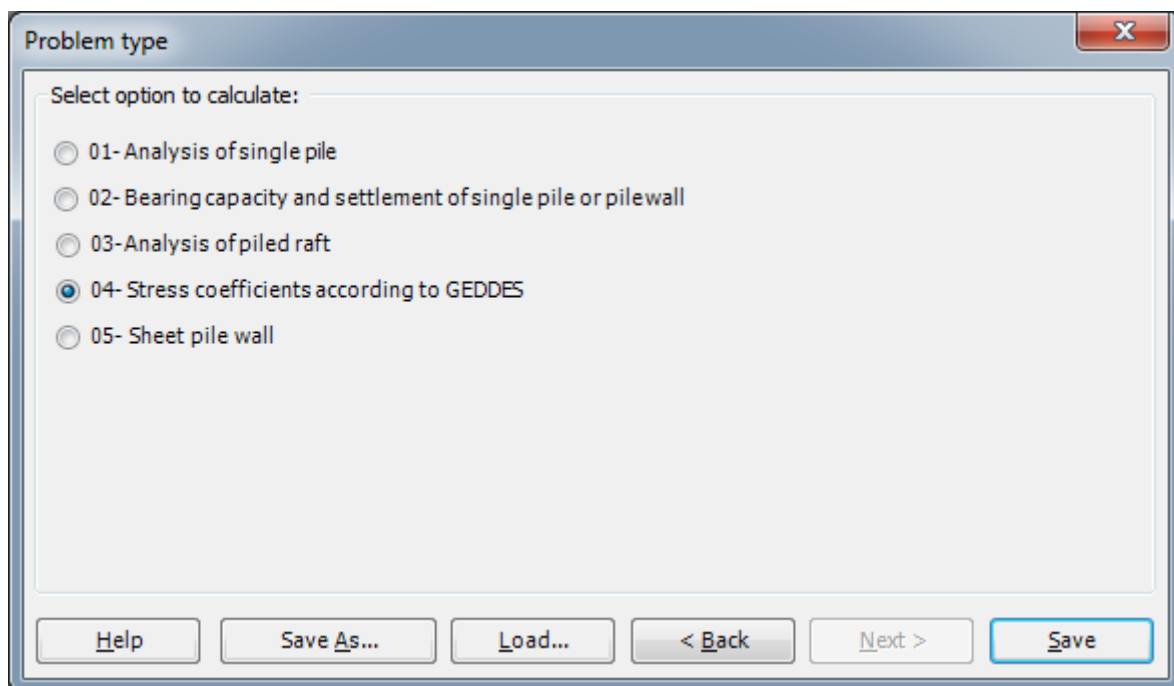 Problem type
Select option to calculate:
01- Analysis of single pile
02- Bearing capacity and settlement of single pile or pile wall
03-Analysis of piled raft
04- Stress coefficients according to GEDDES
05- Sheet pile wall
Help Save As... Load... < Back Next > Save